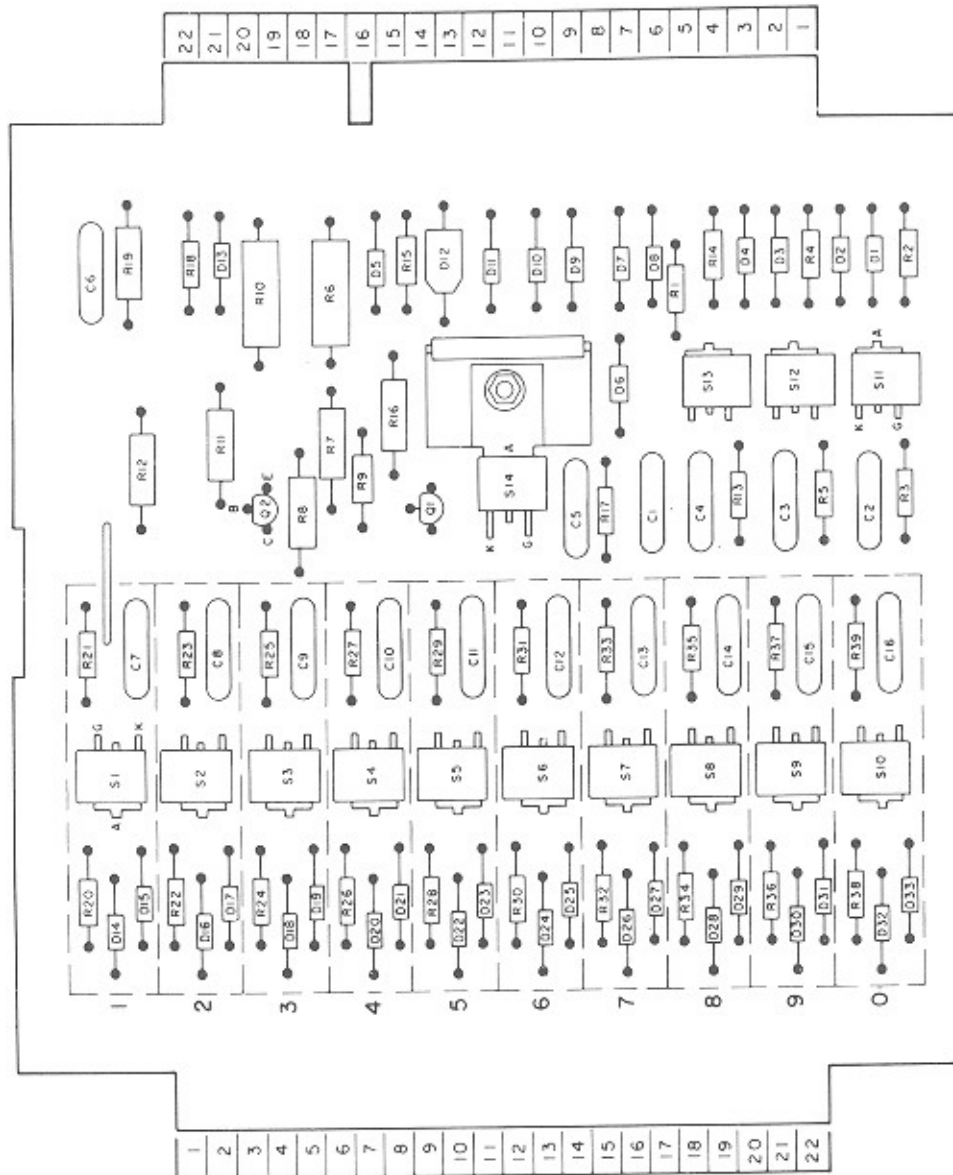 22 21 20 19 18 17 16 15 14 13 12 11 10 9 8 7 6 5 4 3 2 1
C6 R19 R18 D13 R10 R6 D5 R15 D12 D11 D10 D9 D7 D8 R1 R14 D4 D3 R4 D2 D1 R2
R12 R11 R7 R16 D6 S13 S12 S11 A K G
B Q2 E C R8 R9 Q1 S14 A K G C5 R17 C1 C4 R13 C3 R5 C2 R3
R21 C7 R23 C8 R25 C9 R27 C10 R29 C11 R31 C12 R33 C13 R35 C14 R37 C15 R39 C16
G K
S1 S2 S3 S4 S5 S6 S7 S8 S9 S10
A
R20 D14 D15 R22 D16 D17 R24 D18 D19 R26 D20 D21 R28 D22 D23 R30 D24 D25 R32 D26 D27 R34 D28 D29 R36 D30 D31 R38 D32 D33
1 2 3 4 5 6 7 8 9 0
1 2 3 4 5 6 7 8 9 10 11 12 13 14 15 16 17 18 19 20 21 22